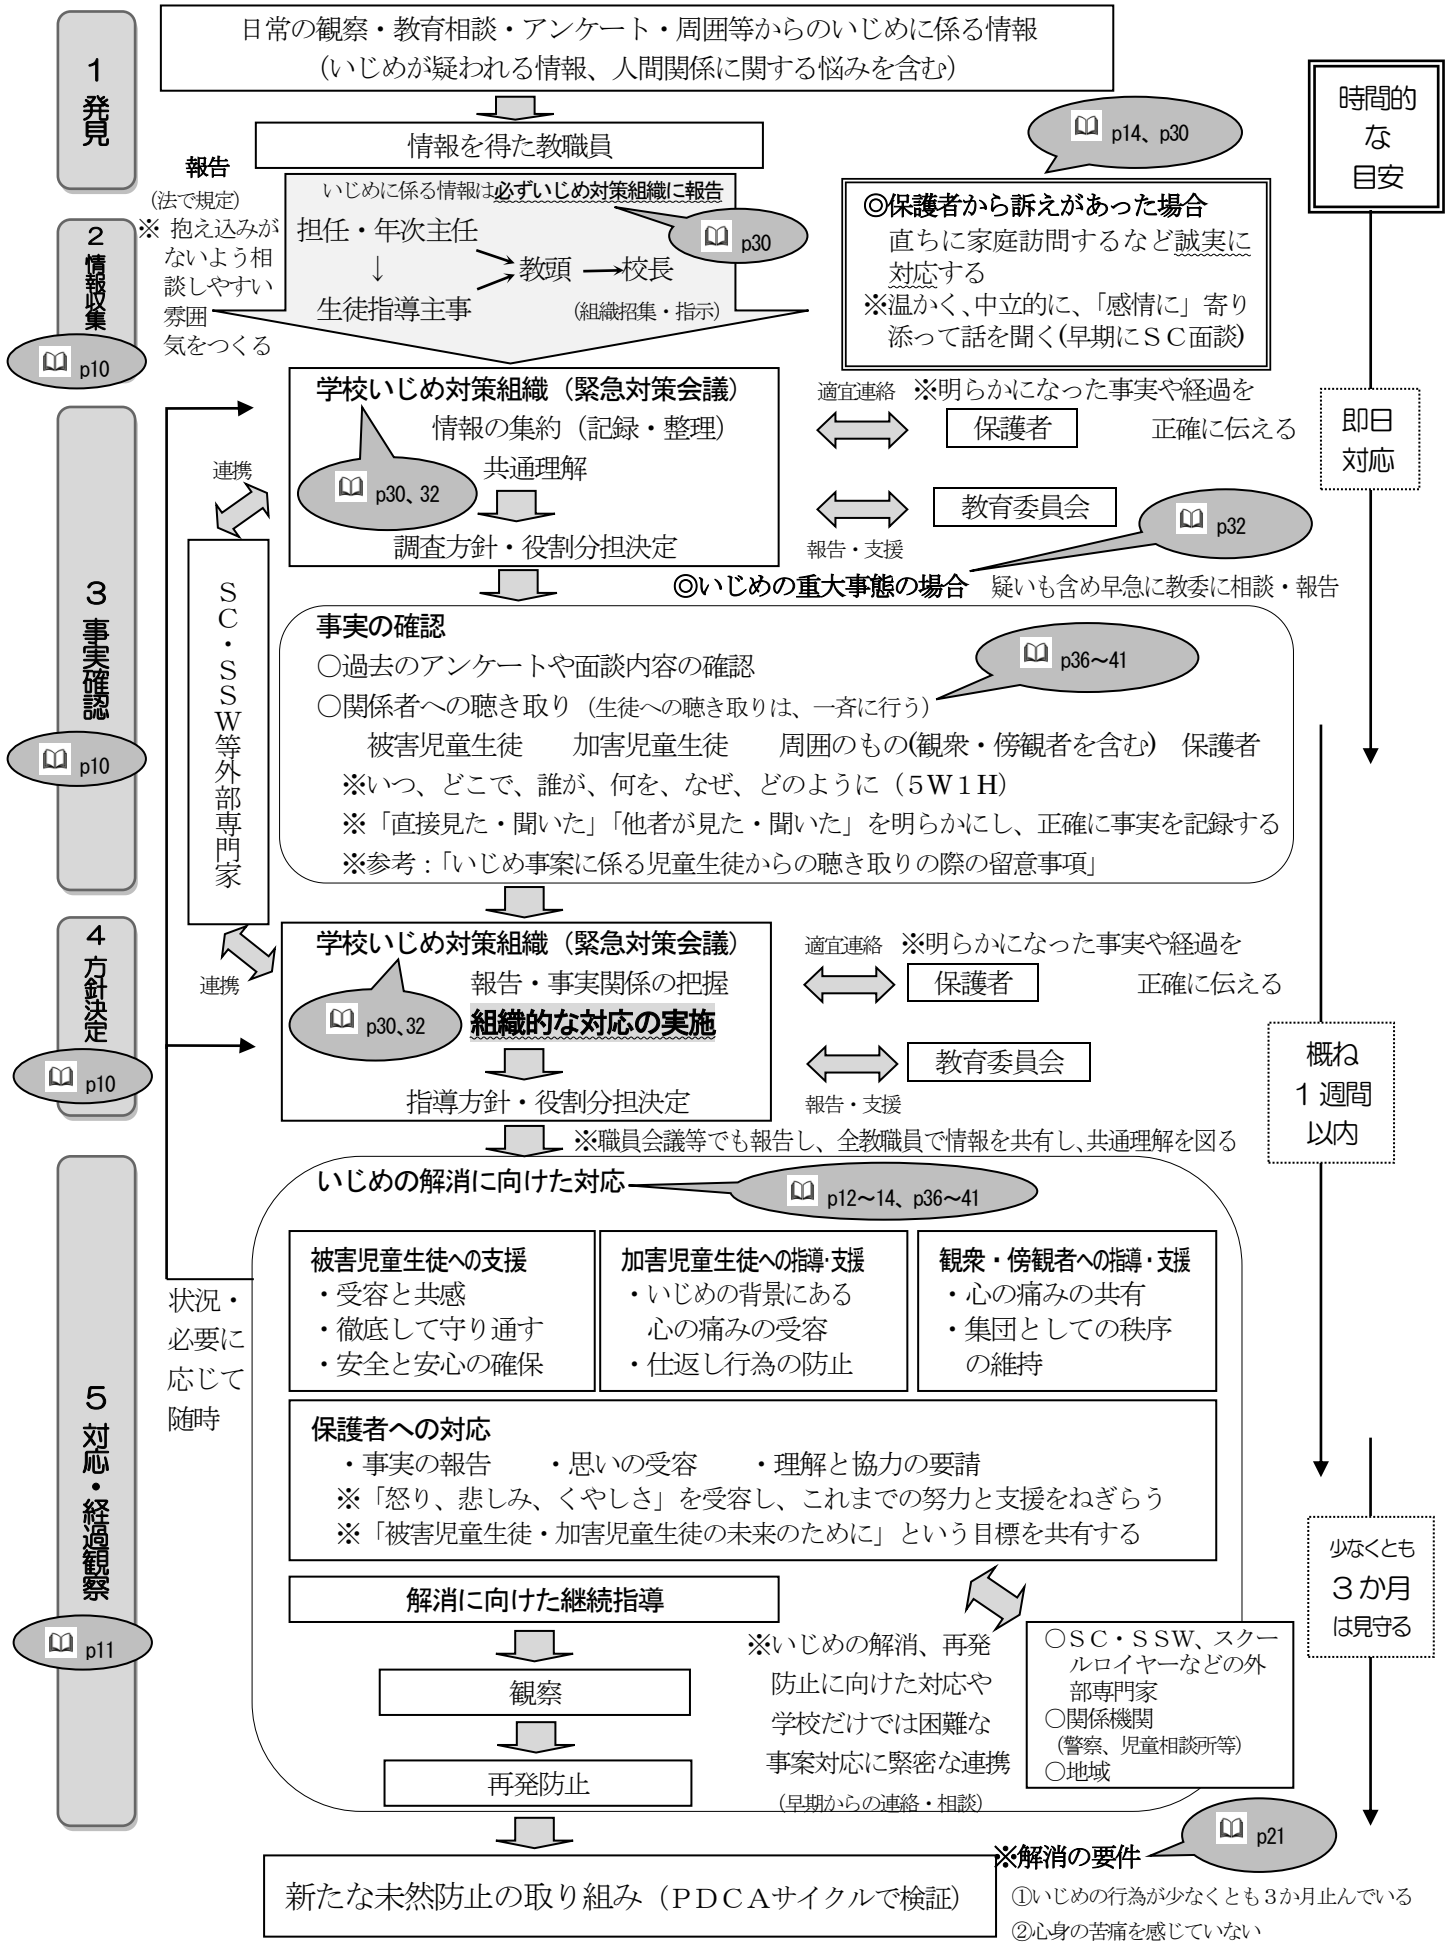 日常の観察・教育相談・アンケート・周囲等からのいじめに係る情報
（いじめが疑われる情報、人間関係に関する悩みを含む）
1 発見
時間的
な
目安
p14、p30
情報を得た教職員
報告
（法で規定）
※ 抱え込みが
ないよう相
談しやすい
雰囲
気をつくる
いじめに係る情報は必ずいじめ対策組織に報告
p30
担任・年次主任
↓
生徒指導主事
教頭
校長
（組織招集・指示）
◎保護者から訴えがあった場合
直ちに家庭訪問するなど誠実に
対応する
※温かく、中立的に、「感情に」寄り
添って話を聞く(早期にＳＣ面談)
2 情報収集
p10
学校いじめ対策組織（緊急対策会議）
情報の集約（記録・整理）
共通理解
p30、32
調査方針・役割分担決定
適宜連絡
※明らかになった事実や経過を
保護者
正確に伝える
教育委員会
報告・支援
p32
即日
対応
連携
ＳＣ・ＳＳＷ等外部専門家
◎いじめの重大事態の場合　疑いも含め早急に教委に相談・報告
3 事実確認
p10
事実の確認
p36～41
○過去のアンケートや面談内容の確認
○関係者への聴き取り（生徒への聴き取りは、一斉に行う）
被害児童生徒　加害児童生徒　周囲のもの(観衆・傍観者を含む)　保護者
※いつ、どこで、誰が、何を、なぜ、どのように（５Ｗ１Ｈ）
※「直接見た・聞いた」「他者が見た・聞いた」を明らかにし、正確に事実を記録する
※参考：「いじめ事案に係る児童生徒からの聴き取りの際の留意事項」
4 方針決定
p10
連携
学校いじめ対策組織（緊急対策会議）
報告・事実関係の把握
p30、32
組織的な対応の実施
指導方針・役割分担決定
適宜連絡
※明らかになった事実や経過を
保護者
正確に伝える
教育委員会
報告・支援
概ね
1 週間
以内
※職員会議等でも報告し、全教職員で情報を共有し、共通理解を図る
5 対応・経過観察
p11
状況・
必要に
応じて
随時
いじめの解消に向けた対応
p12～14、p36～41
被害児童生徒への支援
・受容と共感
・徹底して守り通す
・安全と安心の確保
加害児童生徒への指導・支援
・いじめの背景にある
心の痛みの受容
・仕返し行為の防止
観衆・傍観者への指導・支援
・心の痛みの共有
・集団としての秩序
の維持
保護者への対応
・事実の報告　・思いの受容　・理解と協力の要請
※「怒り、悲しみ、くやしさ」を受容し、これまでの努力と支援をねぎらう
※「被害児童生徒・加害児童生徒の未来のために」という目標を共有する
少なくとも
３か月
は見守る
解消に向けた継続指導
観察
再発防止
※いじめの解消、再発
防止に向けた対応や
学校だけでは困難な
事案対応に緊密な連携
（早期からの連絡・相談）
○ＳＣ・ＳＳＷ、スクー
ルロイヤーなどの外
部専門家
○関係機関
（警察、児童相談所等）
○地域
新たな未然防止の取り組み（ＰＤＣＡサイクルで検証）
p21
※解消の要件
①いじめの行為が少なくとも３か月止んでいる
②心身の苦痛を感じていない